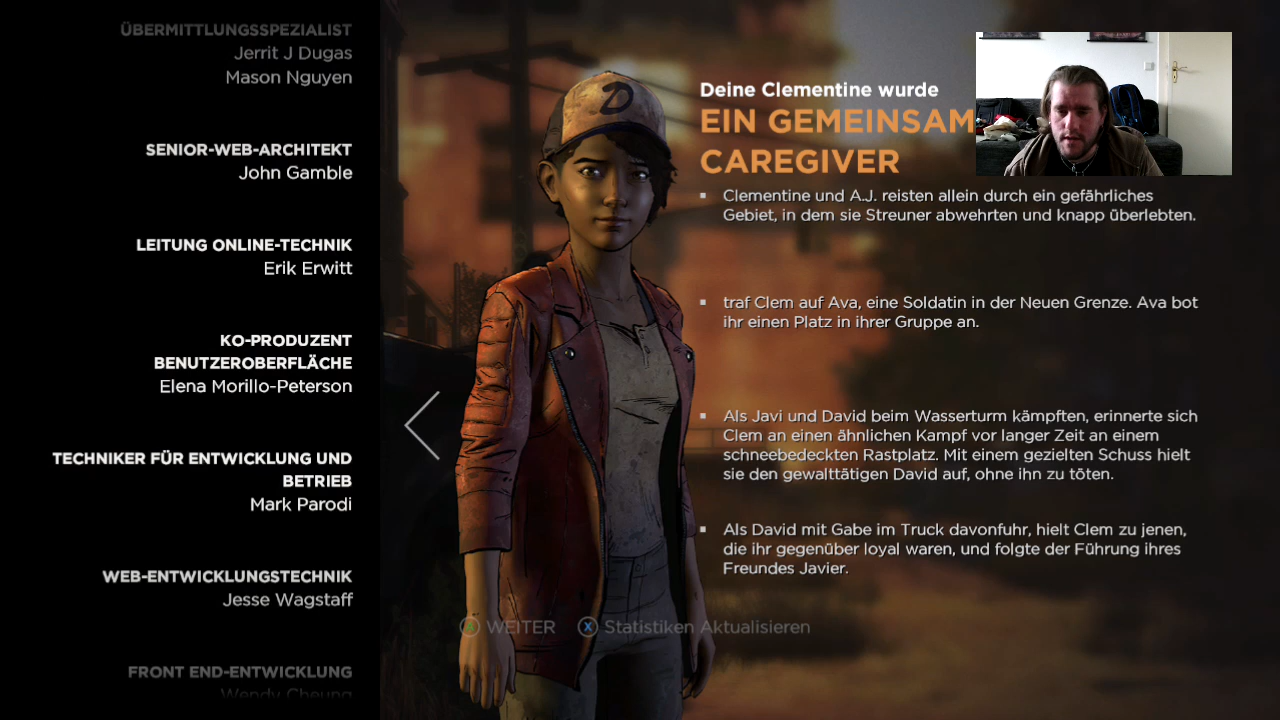 ÜBERMITTLUNGSSPEZIALIST
Jerrit J Dugas
Mason Nguyen
SENIOR-WEB-ARCHITEKT
John Gamble
LEITUNG ONLINE-TECHNIK
Erik Erwitt
KO-PRODUZENT
BENUTZEROBERFLÄCHE
Elena Morillo-Peterson
TECHNIKER FÜR ENTWICKLUNG UND
BETRIEB
Mark Parodi
WEB-ENTWICKLUNGSTECHNIK
Jesse Wagstaff
FRONT END-ENTWICKLUNG
Wendy Cheung
D
Deine Clementine wurde
EIN GEMEINSAM
CAREGIVER
▪ Clementine und A.J. reisten allein durch ein gefährliches
Gebiet, in dem sie Streuner abwehrten und knapp überlebten.
▪ traf Clem auf Ava, eine Soldatin in der Neuen Grenze. Ava bot
ihr einen Platz in ihrer Gruppe an.
▪ Als Javi und David beim Wasserturm kämpften, erinnerte sich
Clem an einen ähnlichen Kampf vor langer Zeit an einem
schneebedeckten Rastplatz. Mit einem gezielten Schuss hielt
sie den gewalttätigen David auf, ohne ihn zu töten.
▪ Als David mit Gabe im Truck davonfuhr, hielt Clem zu jenen,
die ihr gegenüber loyal waren, und folgte der Führung ihres
Freundes Javier.
A WEITER X Statistiken Aktualisieren